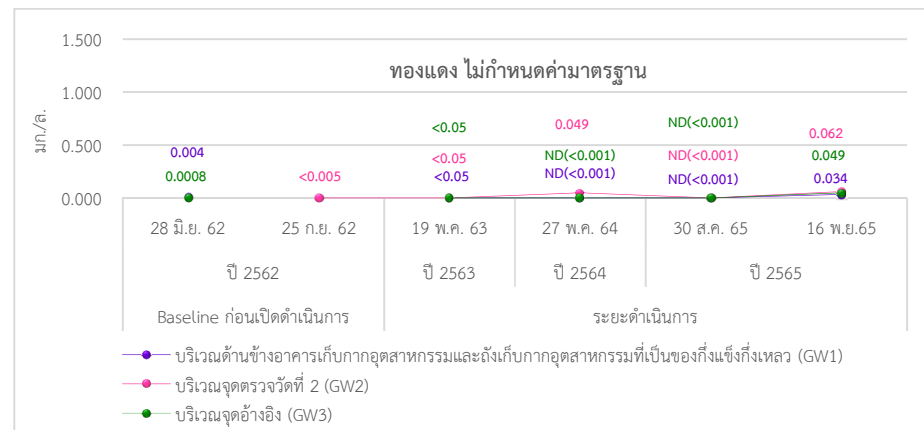 1.500
ทองแดง ไม่กำหนดค่ามาตรฐาน
1.000
มก./ล.
<0.05 0.049 ND(<0.001) 0.062
0.500
0.004 <0.05 ND(<0.001) ND(<0.001) 0.049
0.0008 <0.005 <0.05 ND(<0.001) ND(<0.001) 0.034
0.000
28 มิ.ย. 62 25 ก.ย. 62 19 พ.ค. 63 27 พ.ค. 64 30 ส.ค. 65 16 พ.ย.65
ปี 2562 ปี 2563 ปี 2564 ปี 2565
Baseline ก่อนเปิดดำเนินการ ระยะดำเนินการ
บริเวณด้านข้างอาคารเก็บกากอุตสาหกรรมและถังเก็บกากอุตสาหกรรมที่เป็นของกึ่งแข็งกึ่งเหลว (GW1)
บริเวณจุดตรวจวัดที่ 2 (GW2)
บริเวณจุดอ้างอิง (GW3)